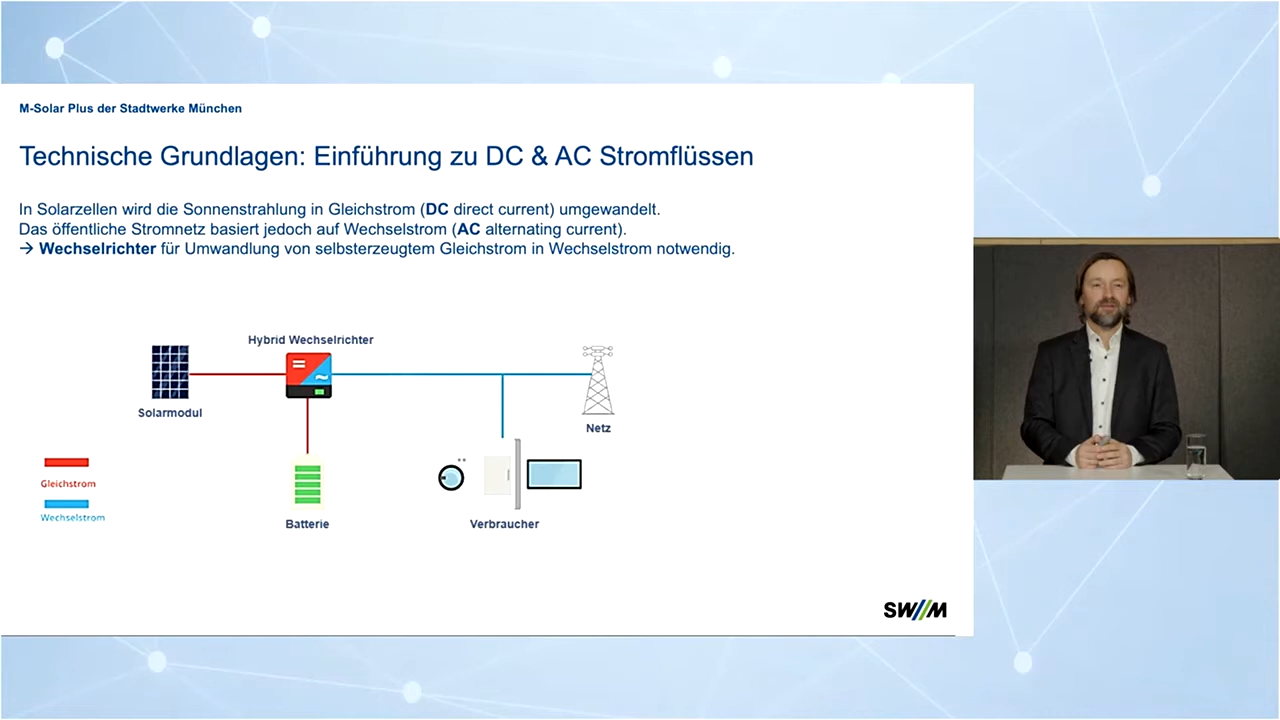 M-Solar Plus der Stadtwerke München
Technische Grundlagen: Einführung zu DC & AC Stromflüssen
In Solarzellen wird die Sonnenstrahlung in Gleichstrom (DC direct current) umgewandelt.
Das öffentliche Stromnetz basiert jedoch auf Wechselstrom (AC alternating current).
→ Wechselrichter für Umwandlung von selbsterzeugtem Gleichstrom in Wechselstrom notwendig.
Hybrid Wechselrichter
Solarmodul
Netz
Gleichstrom
Wechselstrom
Batterie
Verbraucher
SW//M